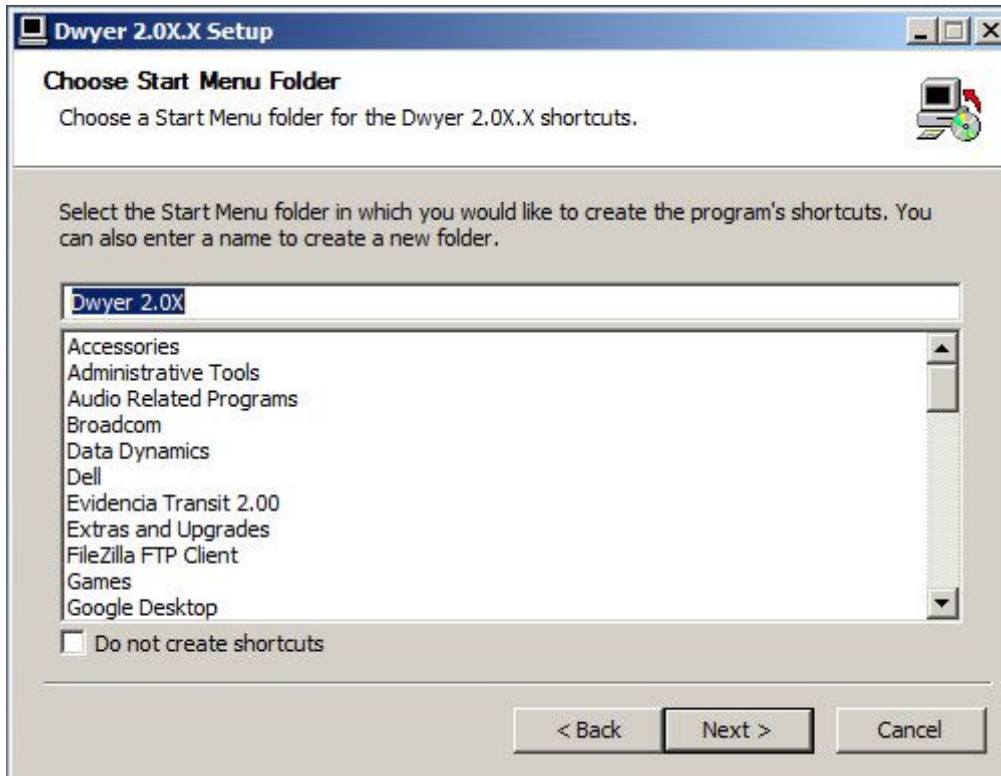 Dwyer 2.0X.X Setup
Choose Start Menu Folder
Choose a Start Menu folder for the Dwyer 2.0X.X shortcuts.
Select the Start Menu folder in which you would like to create the program's shortcuts. You
can also enter a name to create a new folder.
Dwyer 2.0X
Accessories
Administrative Tools
Audio Related Programs
Broadcom
Data Dynamics
Dell
Evidencia Transit 2.00
Extras and Upgrades
FileZilla FTP Client
Games
Google Desktop
Do not create shortcuts
< Back Next > Cancel